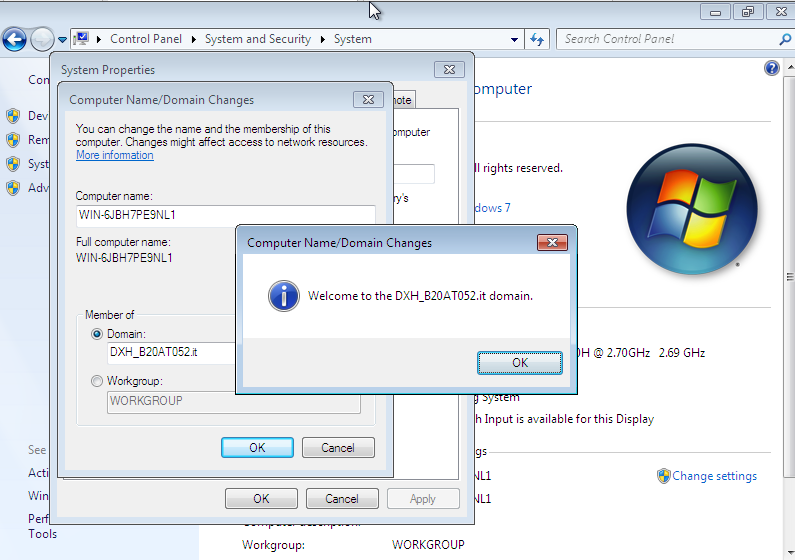 Control Panel ▸ System and Security ▸ System
Search Control Panel
System Properties
Computer Name/Domain Changes
You can change the name and the membership of this
computer. Changes might affect access to network resources.
More information
Computer name:
WIN-6JBH7PE9NL1
Full computer name:
WIN-6JBH7PE9NL1
Member of
Domain:
DXH_B20AT052.it
Workgroup:
WORKGROUP
OK Cancel
OK Cancel Apply
Computer Name/Domain Changes
Welcome to the DXH_B20AT052.it domain.
OK
Con
Dev
Rem
Syst
Adv
See
Acti
Win
Perf
Tools
mote
omputer
ry's
omputer
ll rights reserved.
dows 7
0H @ 2.70GHz 2.69 GHz
g System
h Input is available for this Display
gs
NL1
Change settings
NL1
Computer description:
Workgroup: WORKGROUP